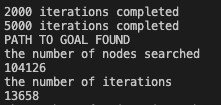 2000 iterations completed
5000 iterations completed
PATH TO GOAL FOUND
the number of nodes searched
104126
the number of iterations
13658